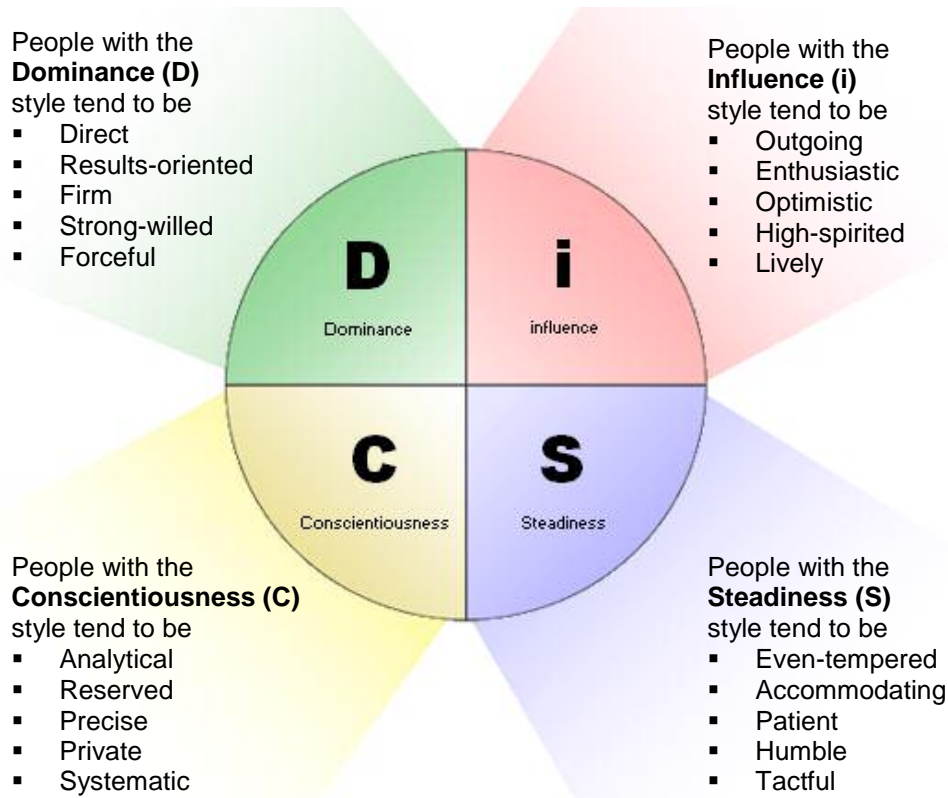 People with the
Dominance (D)
style tend to be
▪ Direct
▪ Results-oriented
▪ Firm
▪ Strong-willed
▪ Forceful
People with the
Influence (i)
style tend to be
▪ Outgoing
▪ Enthusiastic
▪ Optimistic
▪ High-spirited
▪ Lively
D
Dominance
i
influence
C
Conscientiousness
S
Steadiness
People with the
Conscientiousness (C)
style tend to be
▪ Analytical
▪ Reserved
▪ Precise
▪ Private
▪ Systematic
People with the
Steadiness (S)
style tend to be
▪ Even-tempered
▪ Accommodating
▪ Patient
▪ Humble
▪ Tactful